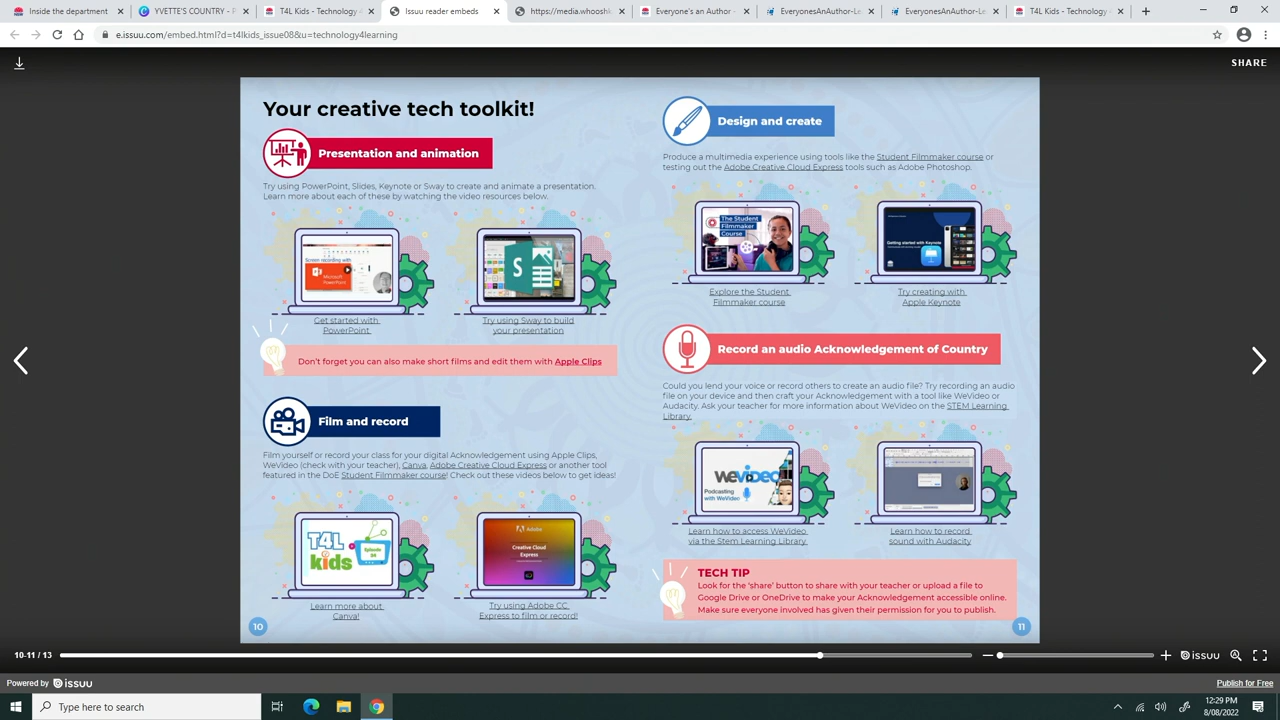 Inside the department
YVETTE'S COUNTRY - P
T4L Kids - Technology 4
Issuu reader embeds
https://media.whooshk
Everyone's an Author -
EveryonesAnAuthor-Le
EveryonesAnAuthor-Le
T4L Kids - Technology 4
e.issuu.com/embed.html?d=t4lkids_issue08&u=technology4learning
SHARE
Your creative tech toolkit!
Presentation and animation
Try using PowerPoint, Slides, Keynote or Sway to create and animate a presentation.
Learn more about each of these by watching the video resources below.
Screen recording with
Microsoft
PowerPoint
S
Get started with
PowerPoint
Try using Sway to build
your presentation
Don't forget you can also make short films and edit them with Apple Clips
Film and record
Film yourself or record your class for your digital Acknowledgement using Apple Clips,
WeVideo (check with your teacher), Canva, Adobe Creative Cloud Express or another tool
featured in the DoE Student Filmmaker course! Check out these videos below to get ideas!
T4L
kids
Episode
Adobe
Creative Cloud
Express
Learn more about
Canva!
Try using Adobe CC
Express to film or record!
10
Design and create
Produce a multimedia experience using tools like the Student Filmmaker course or
testing out the Adobe Creative Cloud Express tools such as Adobe Photoshop.
The Student
Filmmaker
Course
Getting started with Keynote
Explore the Student
Filmmaker course
Try creating with
Apple Keynote
Record an audio Acknowledgement of Country
Could you lend your voice or record others to create an audio file? Try recording an audio
file on your device and then craft your Acknowledgement with a tool like WeVideo or
Audacity. Ask your teacher for more information about WeVideo on the STEM Learning
Library.
wevideo
Podcasting
with WeVideo
Learn how to access WeVideo
via the Stem Learning Library
Learn how to record
sound with Audacity
TECH TIP
Look for the 'share' button to share with your teacher or upload a file to
Google Drive or OneDrive to make your Acknowledgement accessible online.
Make sure everyone involved has given their permission for you to publish.
11
10-11 / 13
issuu
Powered by issuu
Publish for Free
Type here to search
12:29 PM
8/08/2022